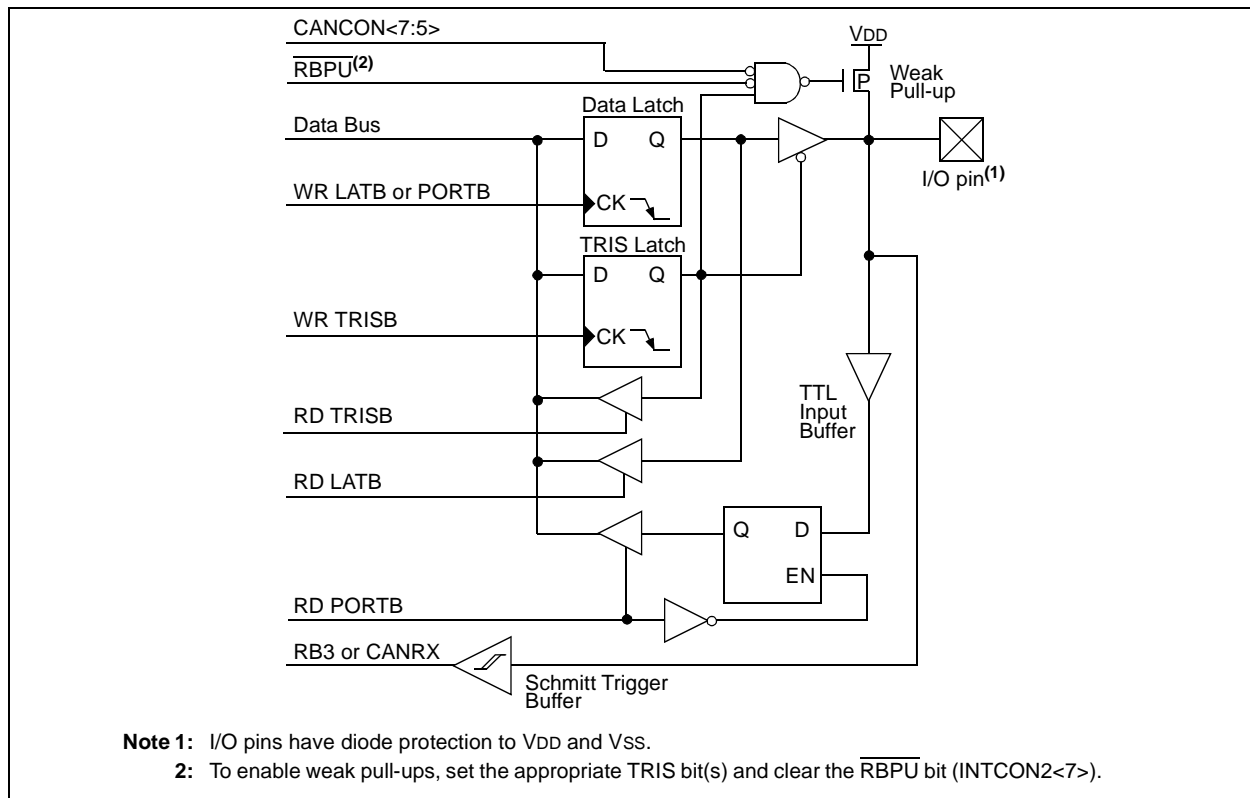 CANCON<7:5>
RBPU(2)
Data Bus
WR LATB or PORTB
WR TRISB
RD TRISB
RD LATB
RD PORTB
RB3 or CANRX
Data Latch
D Q
CK
TRIS Latch
D Q
CK
VDD
P
Weak
Pull-up
I/O pin(1)
TTL
Input
Buffer
Q D
EN
Schmitt Trigger
Buffer
Note 1: I/O pins have diode protection to VDD and VSS.
2: To enable weak pull-ups, set the appropriate TRIS bit(s) and clear the RBPU bit (INTCON2<7>).